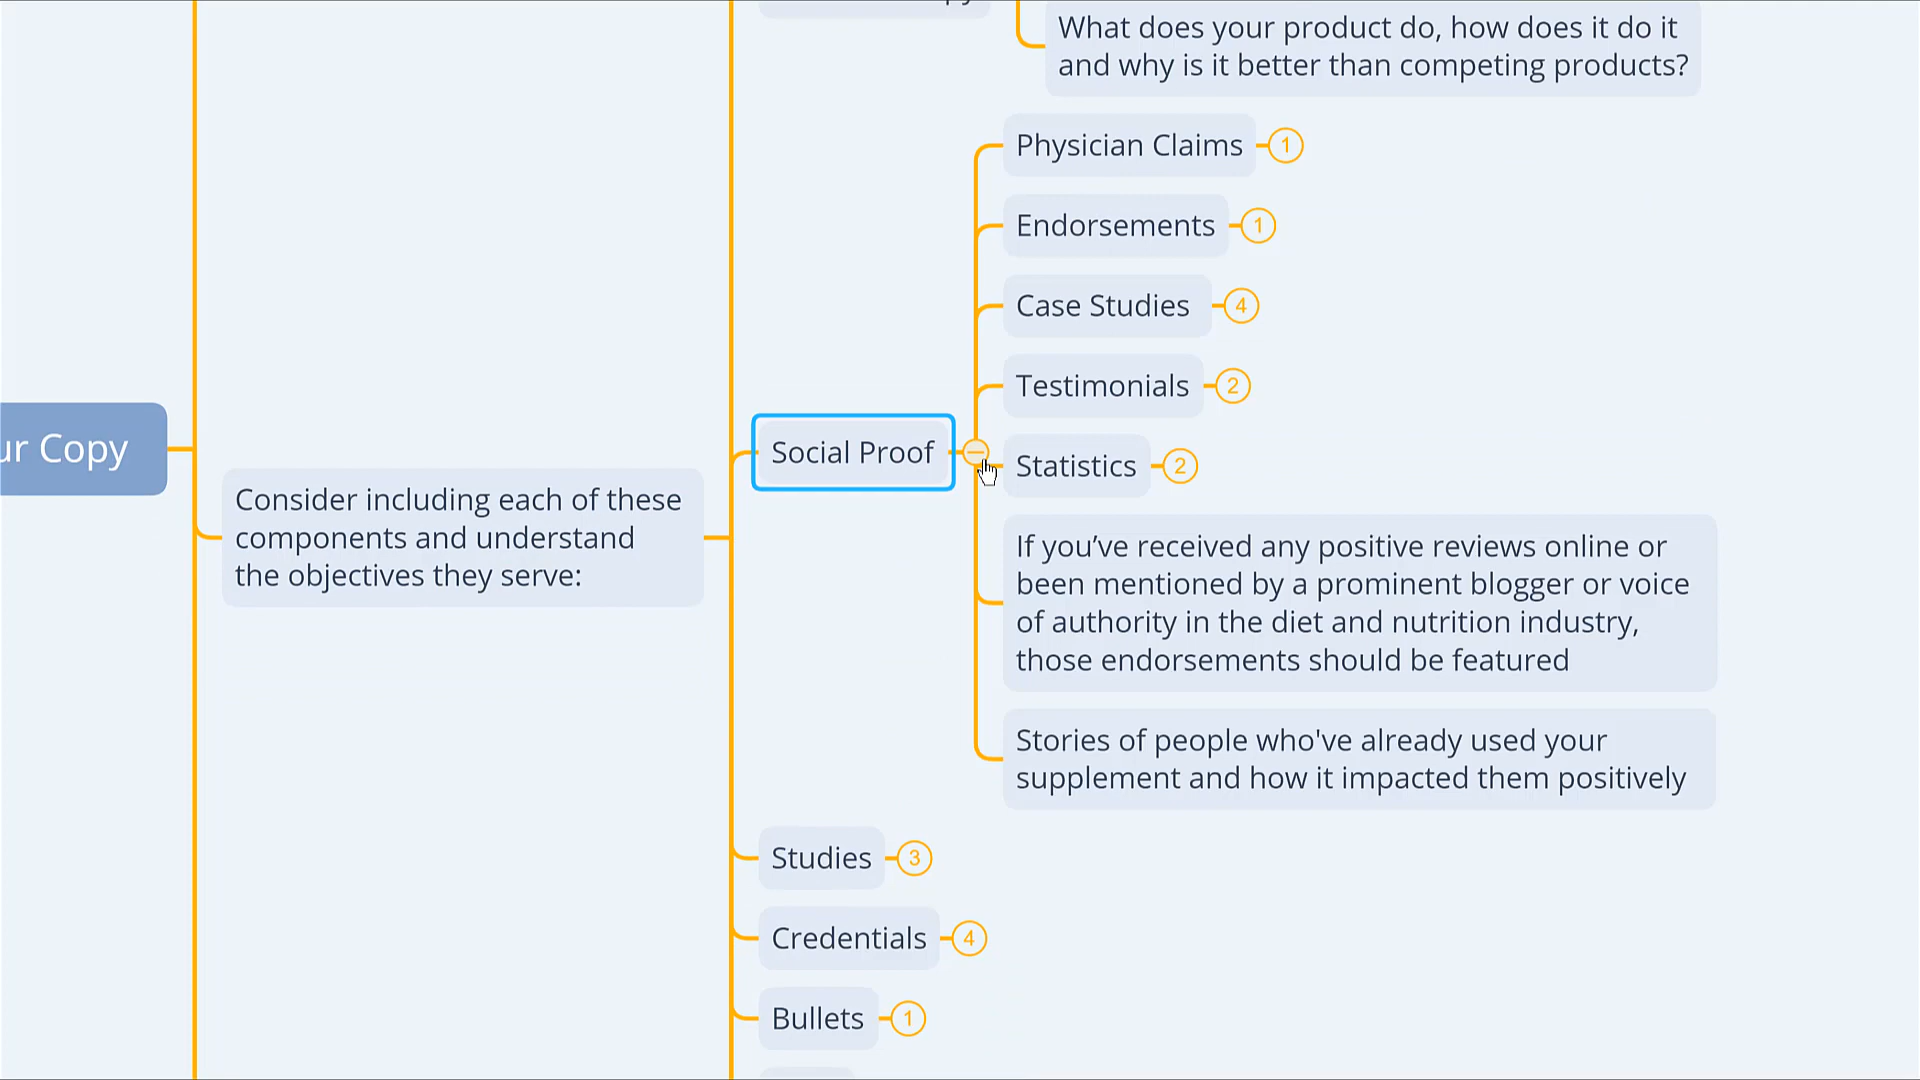 What does your product do, how does it do it
and why is it better than competing products?
Physician Claims 1
Endorsements 1
Case Studies 4
Testimonials 2
Social Proof
Statistics 2
ur Copy
Consider including each of these
components and understand
the objectives they serve:
If you’ve received any positive reviews online or
been mentioned by a prominent blogger or voice
of authority in the diet and nutrition industry,
those endorsements should be featured
Stories of people who've already used your
supplement and how it impacted them positively
Studies 3
Credentials 4
Bullets 1